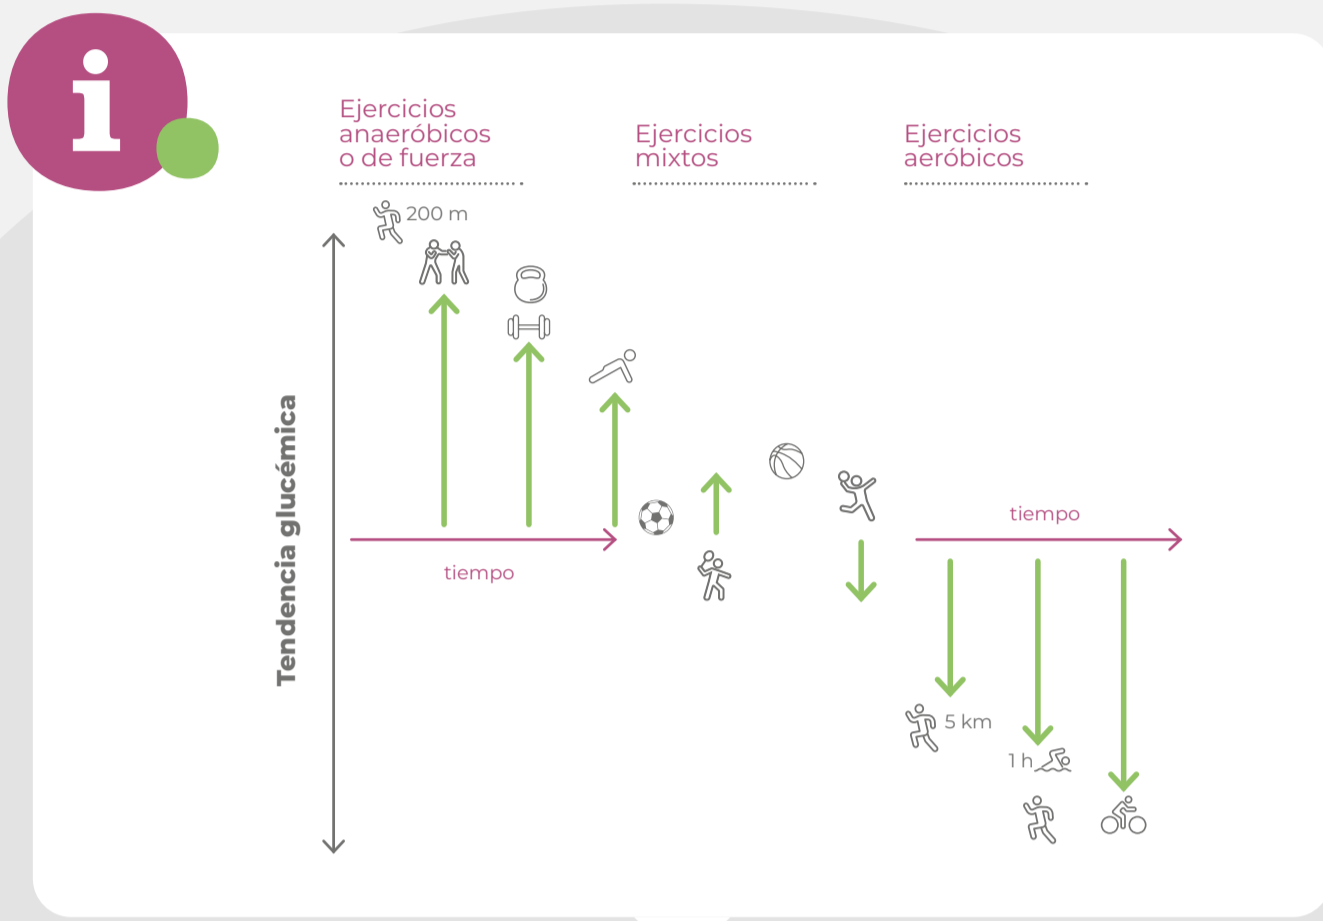 i
Ejercicios
anaeróbicos
o de fuerza
Ejercicios
mixtos
Ejercicios
aeróbicos
200 m
Tendencia glucémica
tiempo
tiempo
5 km
1 h